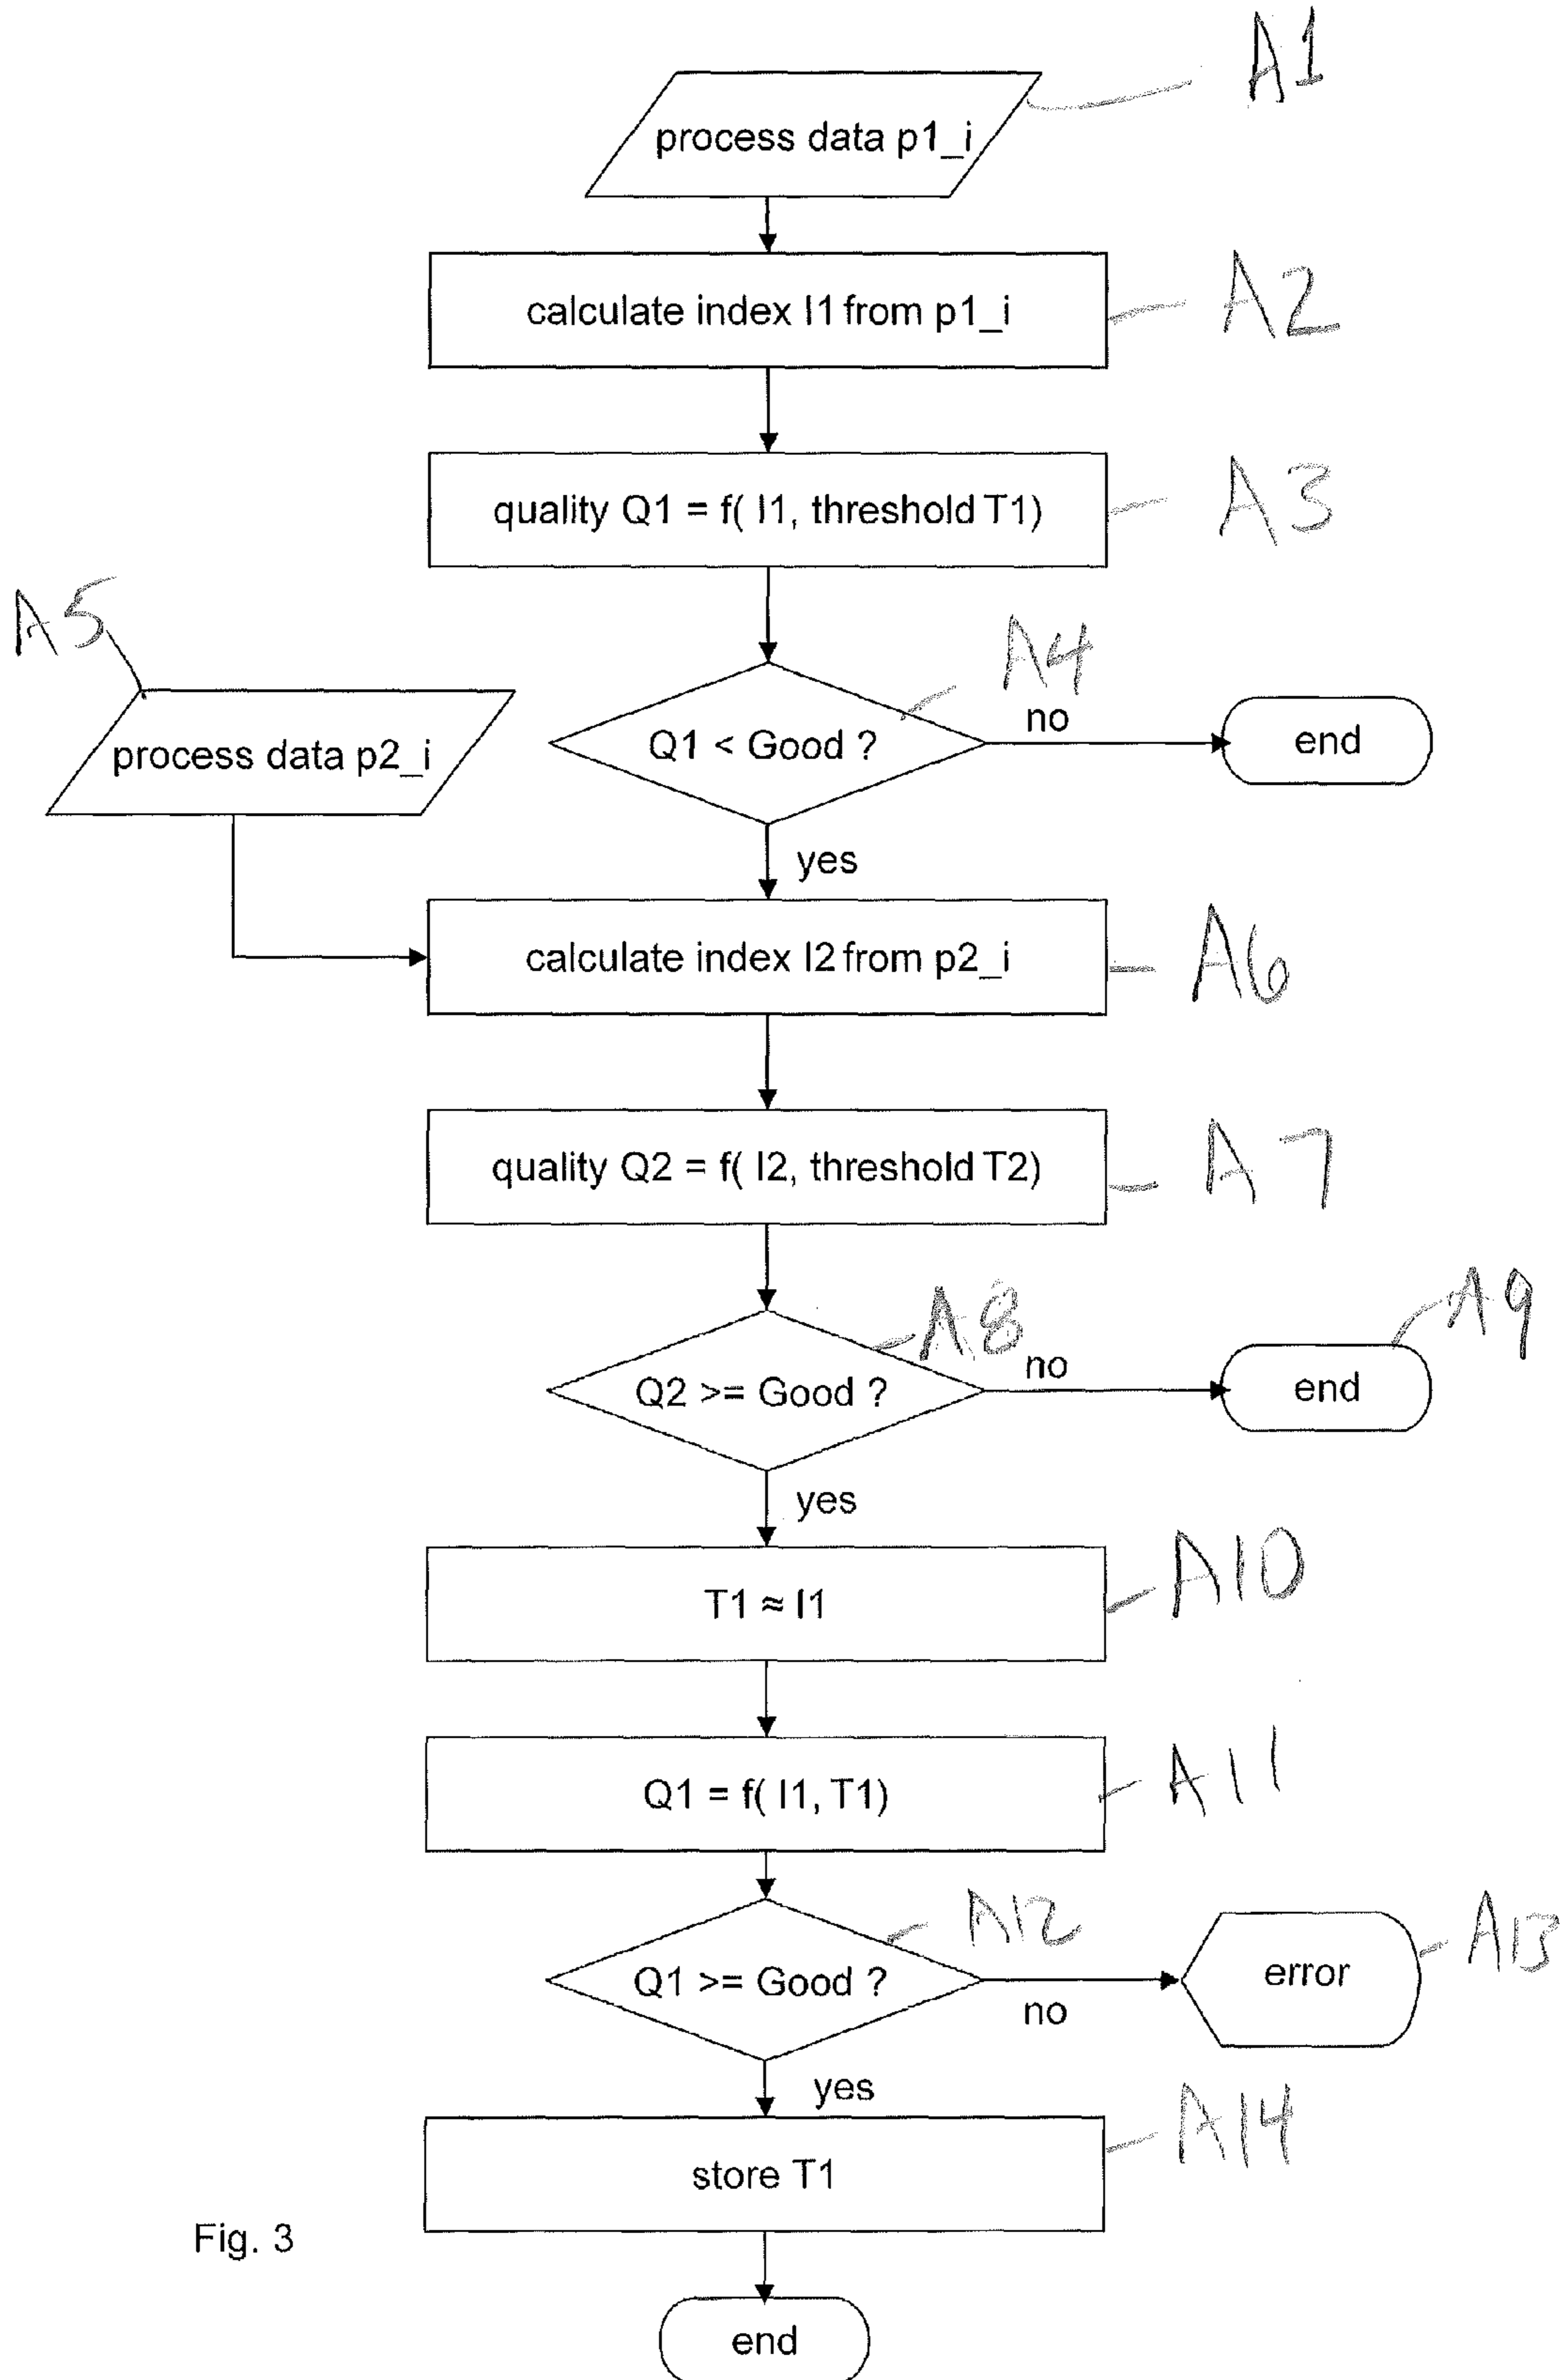 A1
process data p1_i
calculate index I1 from p1_i
A2
quality Q1 = f( I1, threshold T1)
A3
A5
A4
process data p2_i
Q1 < Good ?
no
end
yes
calculate index I2 from p2_i
A6
quality Q2 = f( I2, threshold T2)
A7
A8
A9
Q2 >= Good ?
no
end
yes
T1 ≈ I1
A10
Q1 = f( I1, T1)
A11
A12
Q1 >= Good ?
no
error
A13
yes
store T1
A14
Fig. 3
end